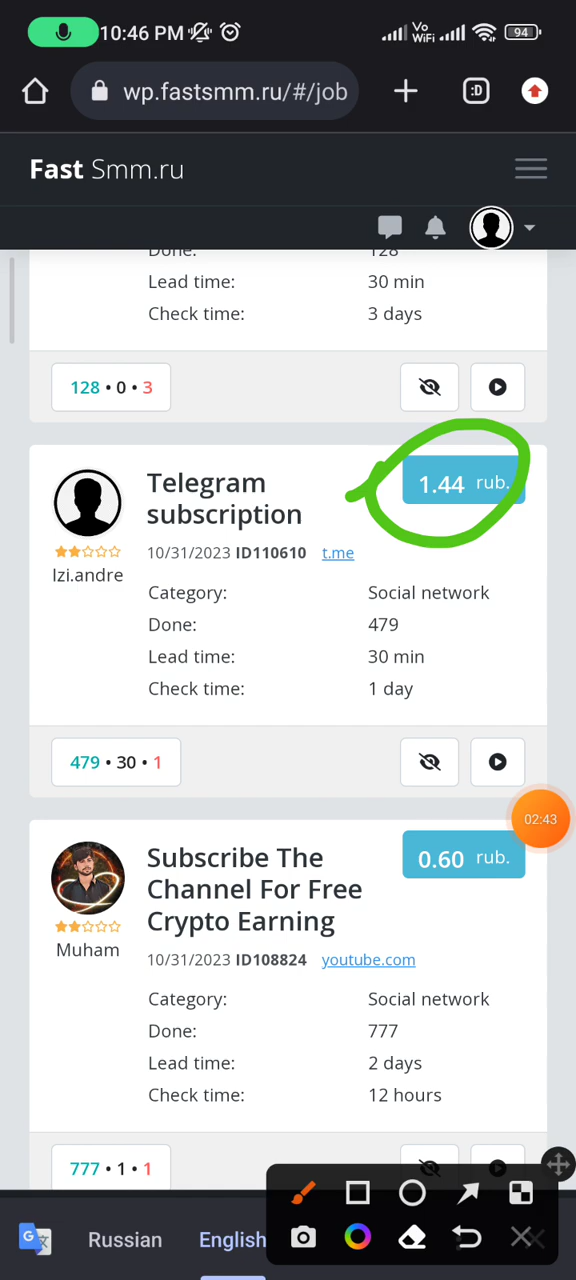 10:46 PM
Vo
WiFi
94
wp.fastsmm.ru/#/job
:D
Fast Smm.ru
Done: 128
Lead time: 30 min
Check time: 3 days
128 • 0 • 3
Telegram
subscription
1.44 rub.
10/31/2023 ID110610 t.me
Izi.andre
Category: Social network
Done: 479
Lead time: 30 min
Check time: 1 day
479 • 30 • 1
02:43
Subscribe The
Channel For Free
Crypto Earning
0.60 rub.
Muham
10/31/2023 ID108824 youtube.com
Category: Social network
Done: 777
Lead time: 2 days
Check time: 12 hours
777 • 1 • 1
G
Russian English